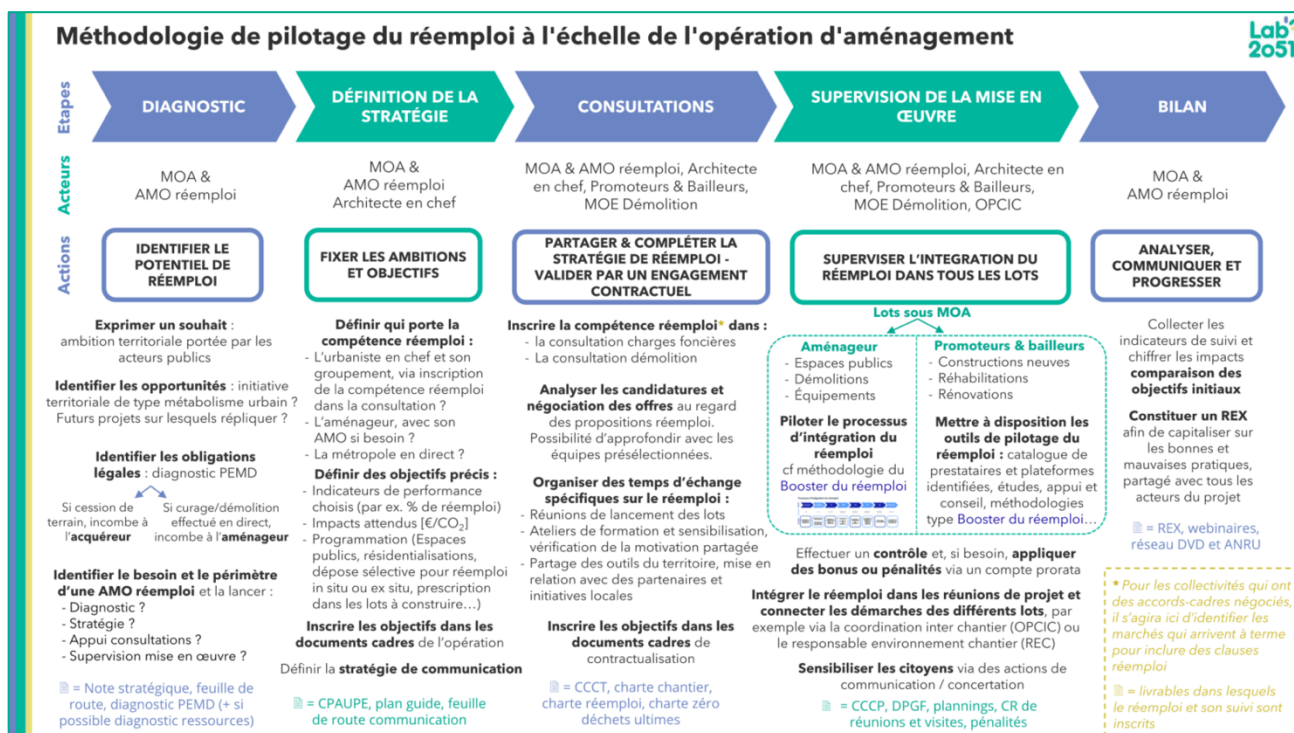 Méthodologie de pilotage du réemploi à l'échelle de l'opération d'aménagement
Lab
2051
Etapes
DIAGNOSTIC
DÉFINITION DE LA
STRATÉGIE
CONSULTATIONS
SUPERVISION DE LA MISE EN
ŒUVRE
BILAN
Acteurs
MOA &
AMO réemploi
MOA &
AMO réemploi
Architecte en chef
MOA & AMO réemploi, Architecte
en chef, Promoteurs & Bailleurs,
MOE Démolition
MOA & AMO réemploi, Architecte en
chef, Promoteurs & Bailleurs,
MOE Démolition, OPCIC
MOA &
AMO réemploi
Actions
IDENTIFIER LE
POTENTIEL DE
RÉEMPLOI
FIXER LES AMBITIONS
ET OBJECTIFS
PARTAGER & COMPLÉTER LA
STRATÉGIE DE RÉEMPLOI -
VALIDER PAR UN ENGAGEMENT
CONTRACTUEL
SUPERVISER L'INTEGRATION DU
RÉEMPLOI DANS TOUS LES LOTS
ANALYSER,
COMMUNIQUER ET
PROGRESSER
Exprimer un souhait :
ambition territoriale portée par les
acteurs publics
Identifier les opportunités : initiative
territoriale de type métabolisme urbain ?
Futurs projets sur lesquels répliquer ?
Identifier les obligations
légales : diagnostic PEMD
Si cession de
terrain, incombe à
l'acquéreur
Si curage/démolition
effectué en direct,
incombe à l'aménageur
Identifier le besoin et le périmètre
d'une AMO réemploi et la lancer :
- Diagnostic ?
- Stratégie ?
- Appui consultations ?
- Supervision mise en œuvre ?
= Note stratégique, feuille de
route, diagnostic PEMD (+ si
possible diagnostic ressources)
Définir qui porte la
compétence réemploi :
- L'urbaniste en chef et son
groupement, via inscription
de la compétence réemploi
dans la consultation ?
- L'aménageur, avec son
AMO si besoin ?
- La métropole en direct ?
Définir des objectifs précis :
- Indicateurs de performance
choisis (par ex. % de réemploi)
- Impacts attendus [€/CO2]
- Programmation (Espaces
publics, résidentialisations,
dépose sélective pour réemploi
in situ ou ex situ, prescription
dans les lots à construire…)
Inscrire les objectifs dans les
documents cadres de l'opération
Définir la stratégie de communication
= CPAUPE, plan guide, feuille
de route communication
Inscrire la compétence réemploi* dans :
- la consultation charges foncières
- La consultation démolition
Analyser les candidatures et
négociation des offres au regard
des propositions réemploi.
Possibilité d'approfondir avec les
équipes présélectionnées.
Organiser des temps d'échange
spécifiques sur le réemploi :
- Réunions de lancement des lots
- Ateliers de formation et sensibilisation,
vérification de la motivation partagée
- Partage des outils du territoire, mise en
relation avec des partenaires et
initiatives locales
Inscrire les objectifs dans les
documents cadres de
contractualisation
= CCCT, charte chantier,
charte réemploi, charte zéro
déchets ultimes
Lots sous MOA
Aménageur
- Espaces publics
- Démolitions
- Équipements
Piloter le processus
d'intégration du
réemploi
cf méthodologie du
Booster du réemploi
Promoteurs & bailleurs
- Constructions neuves
- Réhabilitations
- Rénovations
Mettre à disposition les
outils de pilotage du
réemploi : catalogue de
prestataires et plateformes
identifiées, études, appui et
conseil, méthodologies
type Booster du réemploi…
Effectuer un contrôle et, si besoin, appliquer
des bonus ou pénalités via un compte prorata
Intégrer le réemploi dans les réunions de projet et
connecter les démarches des différents lots, par
exemple via la coordination inter chantier (OPCIC) ou
le responsable environnement chantier (REC)
Sensibiliser les citoyens via des actions de
communication / concertation
= CCCP, DPGF, plannings, CR de
réunions et visites, pénalités
Collecter les
indicateurs de suivi et
chiffrer les impacts
comparaison des
objectifs initiaux
Constituer un REX
afin de capitaliser sur
les bonnes et
mauvaises pratiques,
partagé avec tous les
acteurs du projet
= REX, webinaires,
réseau DVD et ANRU
* Pour les collectivités qui ont
des accords-cadres négociés,
il s'agira ici d'identifier les
marchés qui arrivent à terme
pour inclure des clauses
réemploi
= livrables dans lesquels
le réemploi et son suivi sont
inscrits